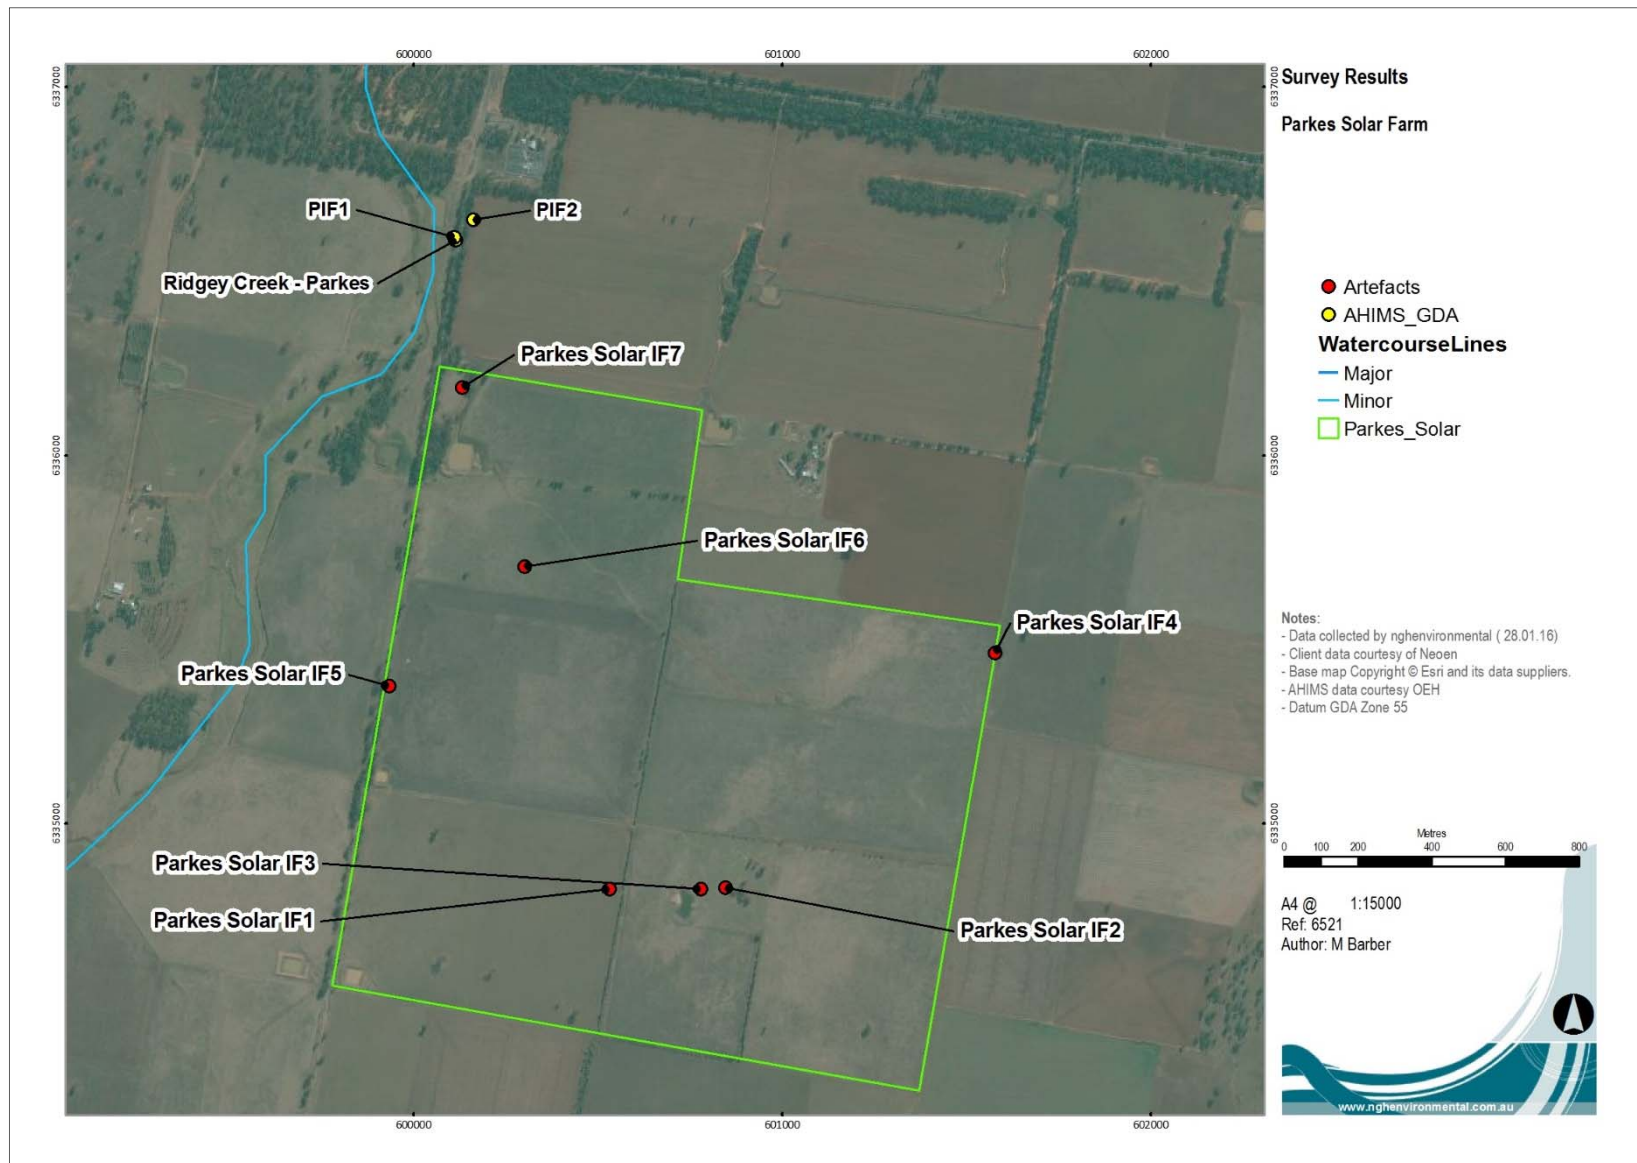 600000
601000
602000
6337000
6337000
Survey Results
Parkes Solar Farm
PIF1
PIF2
Ridgey Creek - Parkes
Artefacts
AHIMS_GDA
WatercourseLines
Major
Minor
Parkes_Solar
Parkes Solar IF7
6336000
6336000
Parkes Solar IF6
Parkes Solar IF4
Parkes Solar IF5
Notes:
- Data collected by nghenvironmental ( 28.01.16)
- Client data courtesy of Neoen
- Base map Copyright © Esri and its data suppliers.
- AHIMS data courtesy OEH
- Datum GDA Zone 55
6335000
6335000
Metres
0 100 200 400 600 800
Parkes Solar IF3
Parkes Solar IF1
Parkes Solar IF2
A4 @ 1:15000
Ref: 6521
Author: M Barber
www.nghenvironmental.com.au
600000
601000
602000